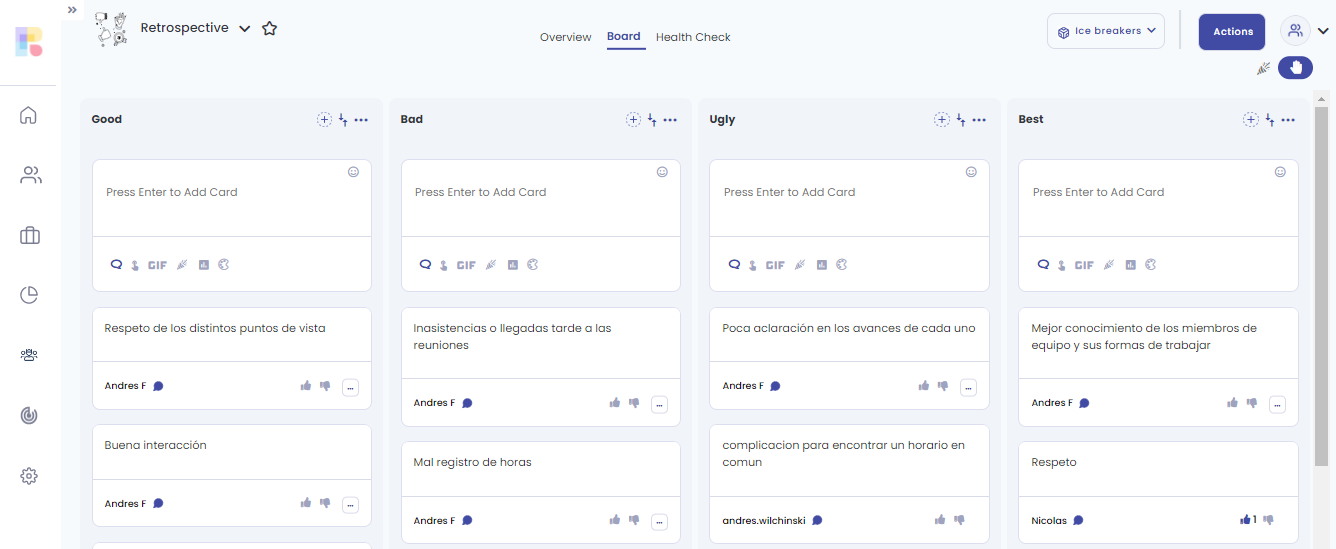 Retrospective
Overview
Board
Health Check
Ice breakers
Actions
Good
Press Enter to Add Card
GIF
Respeto de los distintos puntos de vista
Andres F
...
Buena interacción
Andres F
...
Bad
Press Enter to Add Card
GIF
Inasistencias o llegadas tarde a las
reuniones
Andres F
...
Mal registro de horas
Andres F
...
Ugly
Press Enter to Add Card
GIF
Poca aclaración en los avances de cada uno
Andres F
...
complicacion para encontrar un horario en
comun
andres.wilchinski
Best
Press Enter to Add Card
GIF
Mejor conocimiento de los miembros de
equipo y sus formas de trabajar
Andres F
...
Respeto
Nicolas
1